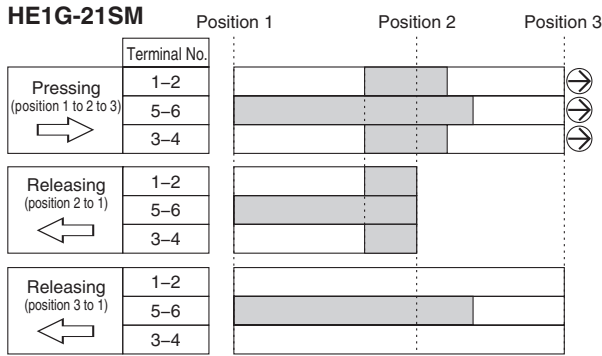 HE1G-21SM
Position 1 Position 2 Position 3
Terminal No.
Pressing
(position 1 to 2 to 3)
1–2
5–6
3–4
Releasing
(position 2 to 1)
1–2
5–6
3–4
Releasing
(position 3 to 1)
1–2
5–6
3–4